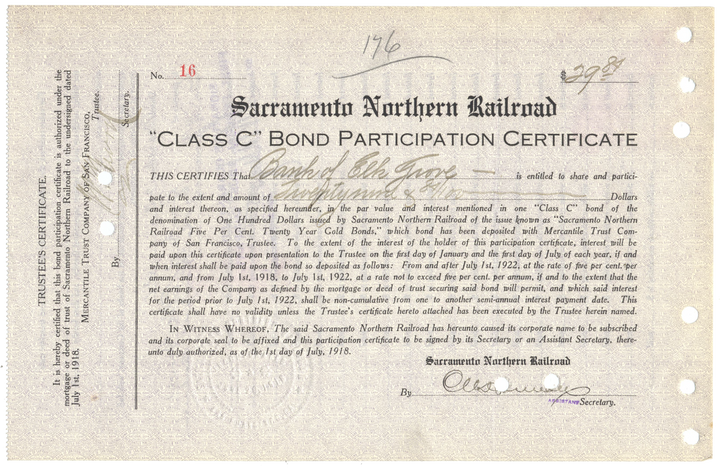 176
No. 16
$29.89
Sacramento Northern Railroad
"CLASS C" BOND PARTICIPATION CERTIFICATE
THIS CERTIFIES That Bank of Elk Grove — is entitled to share and partici-
pate to the extent and amount of Twentynine & Dollars
and interest thereon, as specified hereunder, in the par value and interest mentioned in one "Class C" bond of the
denomination of One Hundred Dollars issued by Sacramento Northern Railroad of the issue known as "Sacramento Northern
Railroad Five Per Cent. Twenty Year Gold Bonds," which bond has been deposited with Mercantile Trust Com-
pany of San Francisco, Trustee. To the extent of the interest of the holder of this participation certificate, interest will be
paid upon this certificate upon presentation to the Trustee on the first day of January and the first day of July of each year, if and
when interest shall be paid upon the bond so deposited as follows: From and after July 1st, 1922, at the rate of five per cent. per
annum, and from July 1st, 1918, to July 1st, 1922, at a rate not to exceed five per cent. per annum, if and to the extent that the
net earnings of the Company as defined by the mortgage or deed of trust securing said bond will permit, and which said interest
for the period prior to July 1st, 1922, shall be non-cumulative from one to another semi-annual interest payment date. This
certificate shall have no validity unless the Trustee's certificate hereto attached has been executed by the Trustee herein named.
IN WITNESS WHEREOF, The said Sacramento Northern Railroad has hereunto caused its corporate name to be subscribed
and its corporate seal to be affixed and this participation certificate to be signed by its Secretary or an Assistant Secretary, there-
unto duly authorized, as of the 1st day of July, 1918.
Sacramento Northern Railroad
By
ASSISTANT Secretary.
TRUSTEE'S CERTIFICATE.
It is hereby certified that this bond participation certificate is authorized under the
mortgage or deed of trust of Sacramento Northern Railroad to the undersigned dated
July 1st, 1918.
MERCANTILE TRUST COMPANY OF SAN FRANCISCO,
Trustee.
By
Secretary.